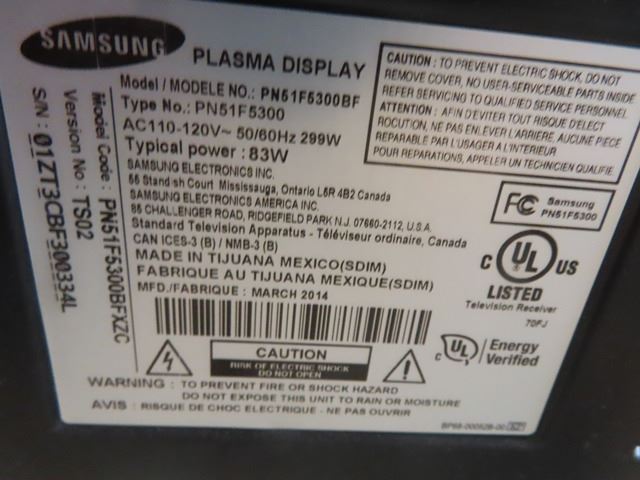 SAMSUNG
PLASMA DISPLAY
Model / MODELE NO.: PN51F5300BF
Type No.: PN51F5300
AC110-120V~ 50/60Hz 299W
Typical power : 83W
SAMSUNG ELECTRONICS INC.
55 Standish Court Mississauga, Ontario L5R 4B2 Canada
SAMSUNG ELECTRONICS AMERICA INC.
85 CHALLENGER ROAD, RIDGEFIELD PARK N.J. 07660-2112, U.S.A.
Standard Television Apparatus - Téléviseur ordinaire, Canada
CAN ICES-3 (B) / NMB-3 (B)
MADE IN TIJUANA MEXICO(SDIM)
FABRIQUE AU TIJUANA MEXIQUE(SDIM)
MFD./FABRIQUE : MARCH 2014
CAUTION
RISK OF ELECTRIC SHOCK
DO NOT OPEN
WARNING : TO PREVENT FIRE OR SHOCK HAZARD
DO NOT EXPOSE THIS UNIT TO RAIN OR MOISTURE
AVIS : RISQUE DE CHOC ELECTRIQUE - NE PAS OUVRIR
Model Code : PN51F5300BFXZC
Version No : TS02
S/N : 01ZT3CBF300334L
CAUTION : TO PREVENT ELECTRIC SHOCK, DO NOT
REMOVE COVER, NO USER-SERVICEABLE PARTS INSIDE
REFER SERVICING TO QUALIFIED SERVICE PERSONNEL
ATTENTION : AFIN D'EVITER TOUT RISQUE D'ELECT
ROCUTION, NE PAS ENLEVER L'ARRIERE, AUCUNE PIECE
REPARABLE PAR L'USAGER A L'INTERIEUR
POUR REPARATIONS, APPELER UN TECHNICIEN QUALIFIE
FC Samsung
PN51F5300
C UL US
LISTED
Television Receiver
70FJ
c UL Energy
Verified